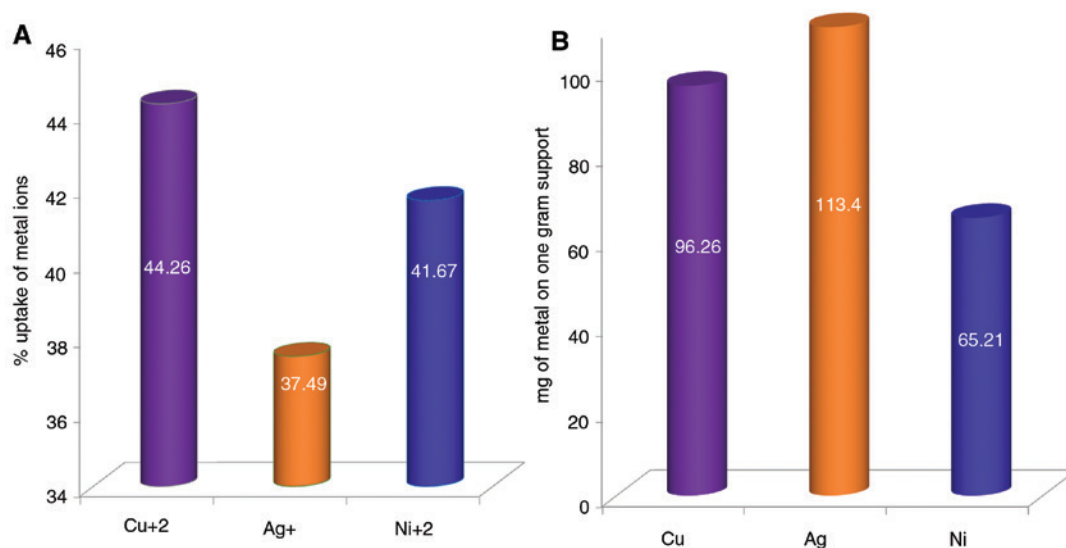 A
% uptake of metal ions
46
44
42
40
38
36
34
44.26
37.49
41.67
Cu+2
Ag+
Ni+2
B
mg of metal on one gram support
100
80
60
40
20
0
96.26
113.4
65.21
Cu
Ag
Ni